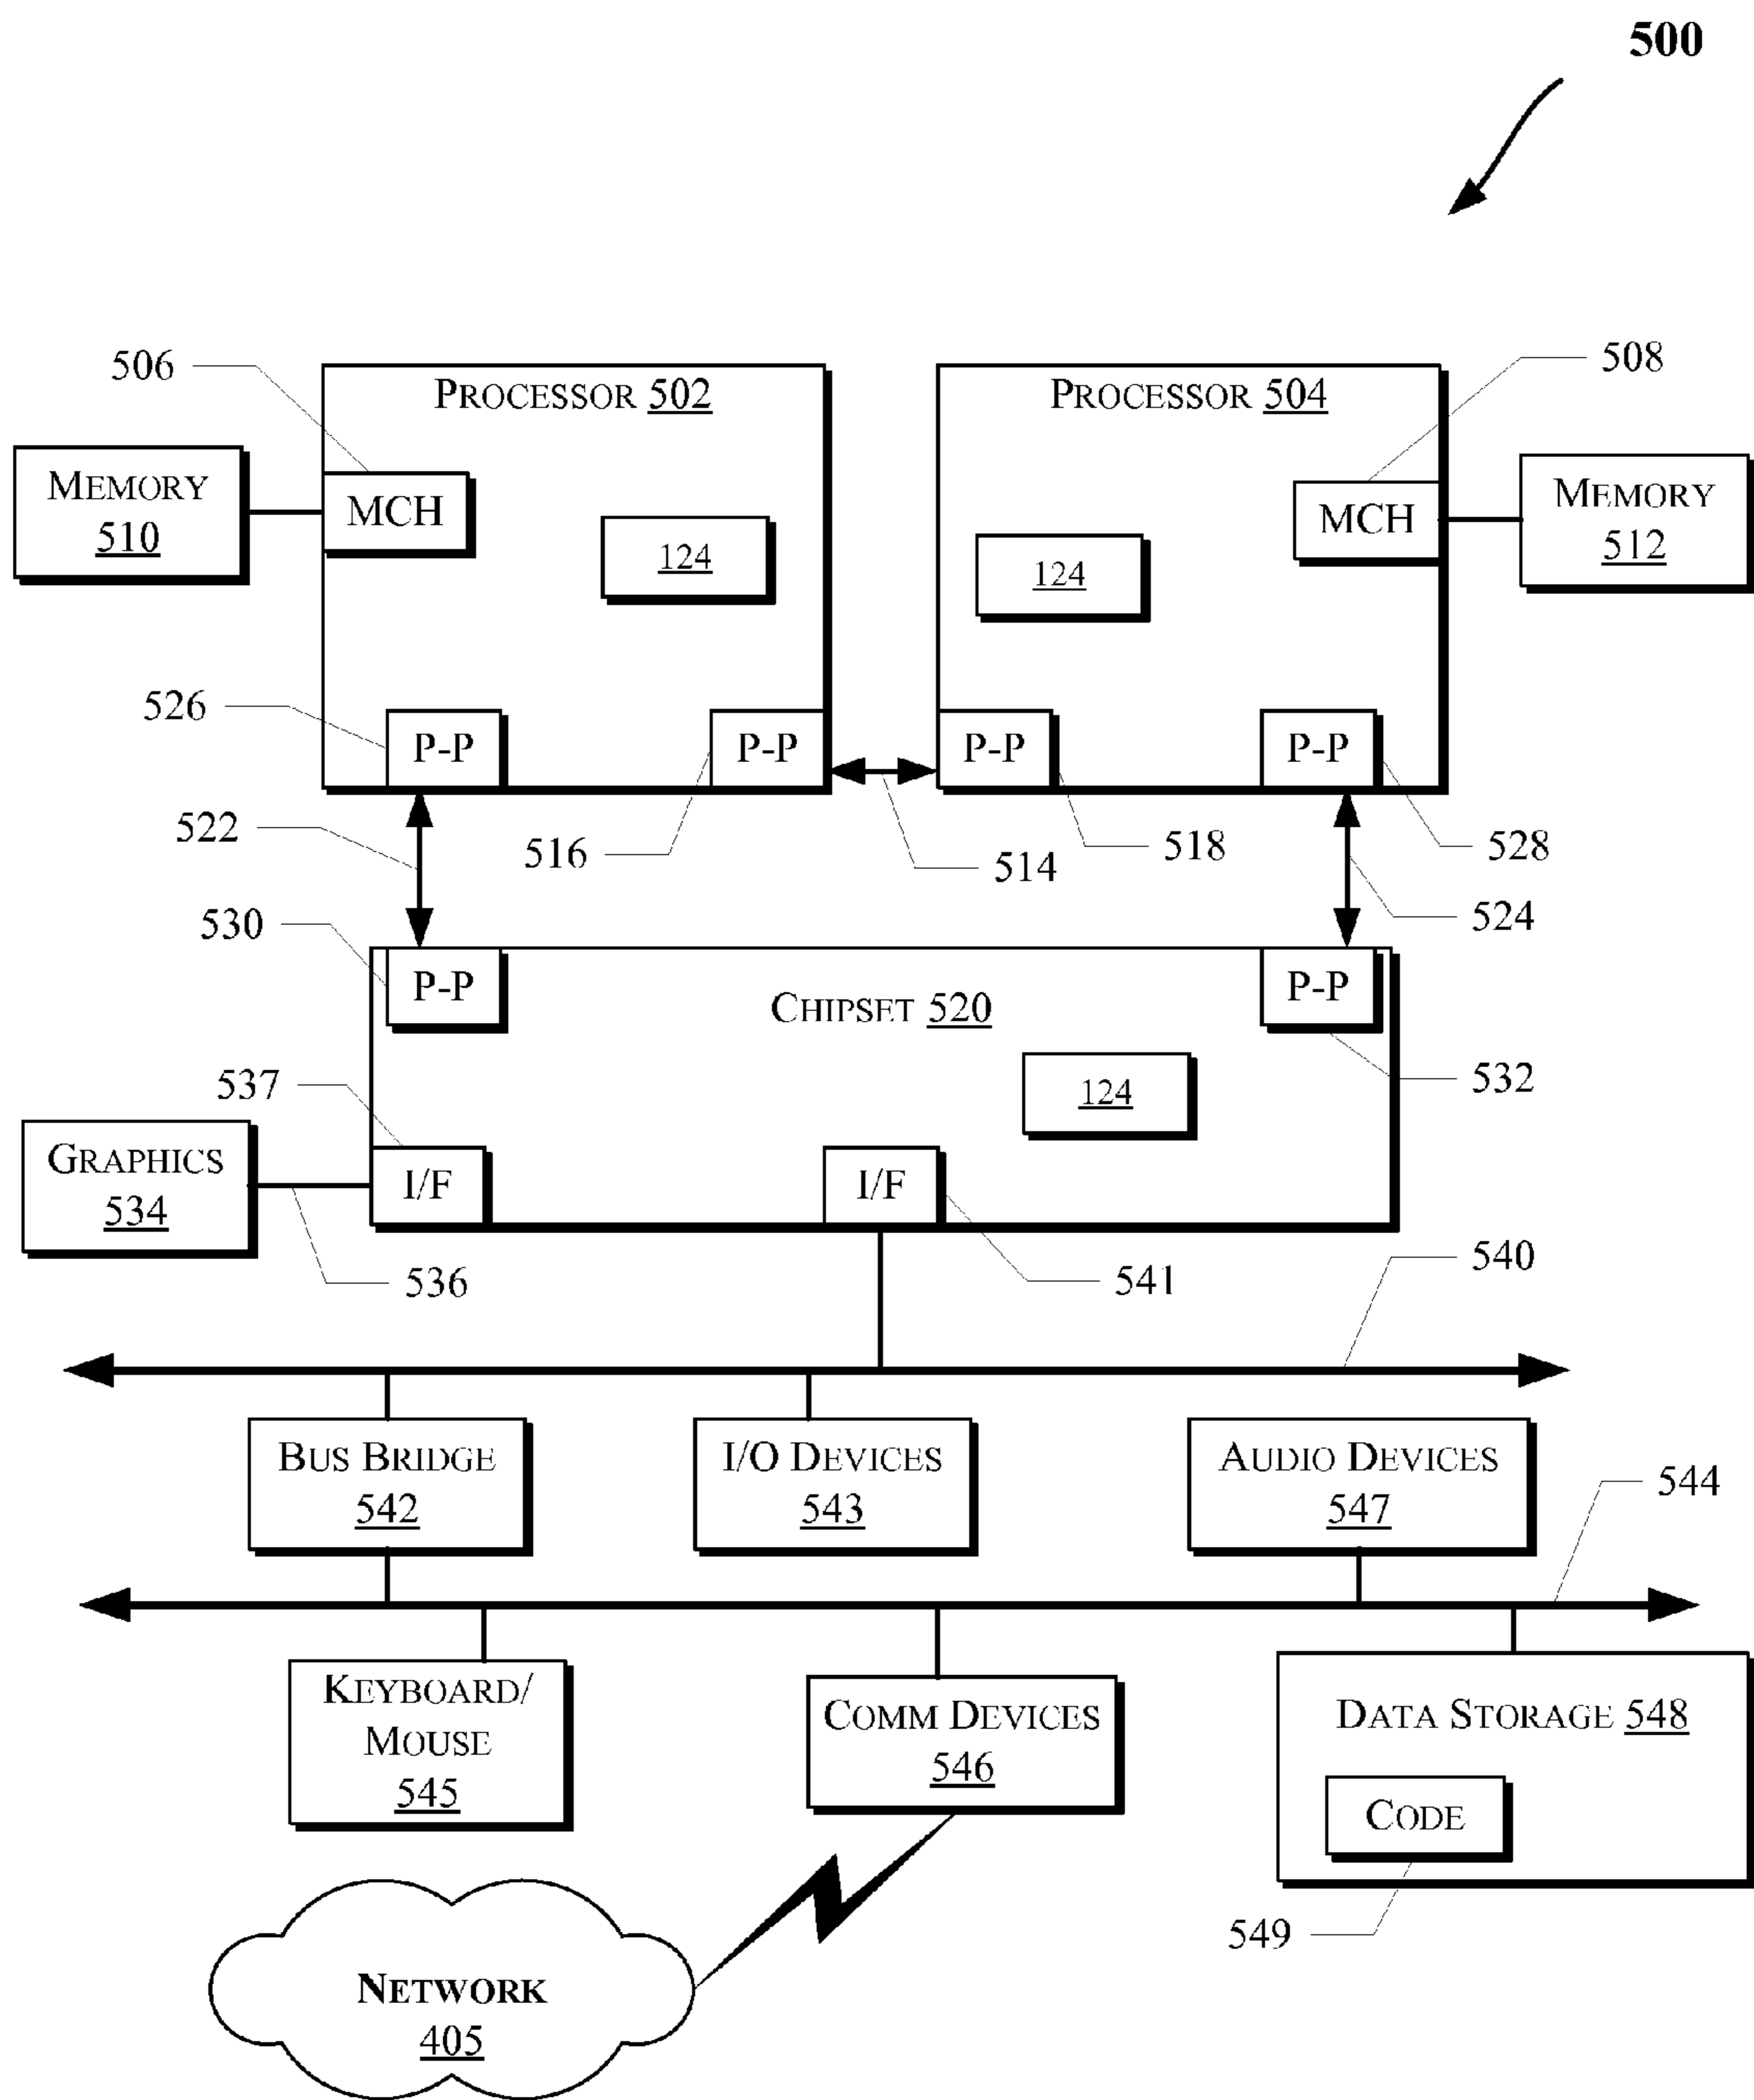 500
506
PROCESSOR 502
PROCESSOR 504
508
MEMORY
510
MCH
124
124
MCH
MEMORY
512
526
P-P
P-P
P-P
P-P
522
516
514
518
528
524
530
P-P
CHIPSET 520
P-P
537
124
532
GRAPHICS
534
I/F
I/F
536
541
540
BUS BRIDGE
542
I/O DEVICES
543
AUDIO DEVICES
547
544
KEYBOARD/
MOUSE
545
COMM DEVICES
546
DATA STORAGE 548
CODE
549
NETWORK
405